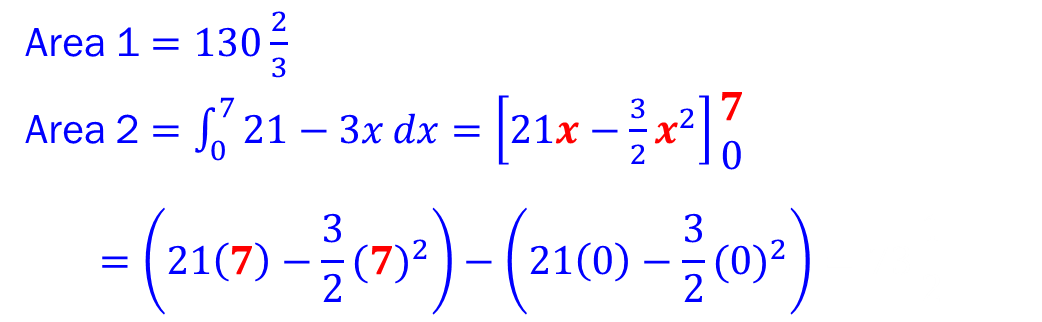 Area 1 = 130 2/3
Area 2 = ∫₀⁷ 21 − 3x dx = [21x − 3/2 x²]⁷₀
= (21(7) − 3/2 (7)²) − (21(0) − 3/2 (0)²)